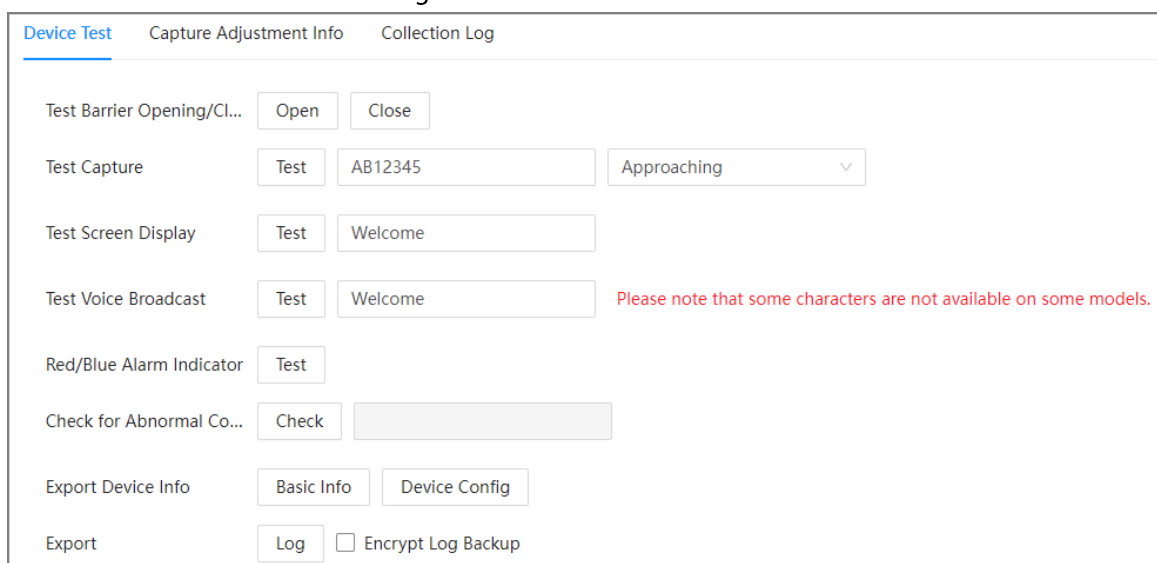 Device Test Capture Adjustment Info Collection Log
Test Barrier Opening/Cl... Open Close
Test Capture Test AB12345 Approaching
Test Screen Display Test Welcome
Test Voice Broadcast Test Welcome Please note that some characters are not available on some models.
Red/Blue Alarm Indicator Test
Check for Abnormal Co... Check
Export Device Info Basic Info Device Config
Export Log Encrypt Log Backup